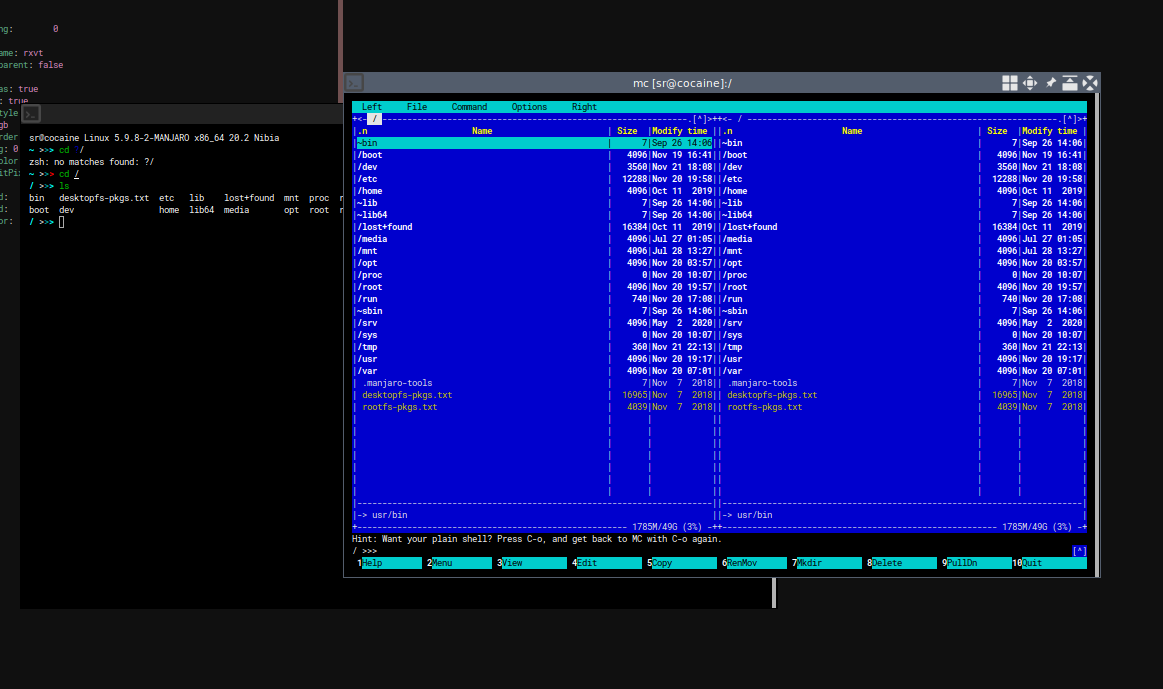 ng: 0
ame: rxvt
parent: false
as: true
: true
style
rgb
order
g: 0
olor
itPi
d:
d:
or:
sr@cocaine Linux 5.9.8-2-MANJARO x86_64 20.2 Nibia
~ >>> cd ?/
zsh: no matches found: ?/
~ >>> cd /
/ >>> ls
bin desktopfs-pkgs.txt etc lib lost+found mnt proc r
boot dev home lib64 media opt root r
/ >>>
mc [sr@cocaine]:/
Left File Command Options Right
+<- / ---.[^]>++<- / ---.[^]>+
|.n Name | Size |Modify time ||.n Name | Size |Modify time |
|~bin | 7|Sep 26 14:06||~bin | 7|Sep 26 14:06|
|/boot | 4096|Nov 19 16:41||/boot | 4096|Nov 19 16:41|
|/dev | 3560|Nov 21 18:08||/dev | 3560|Nov 21 18:08|
|/etc | 12288|Nov 20 19:58||/etc | 12288|Nov 20 19:58|
|/home | 4096|Oct 11 2019||/home | 4096|Oct 11 2019|
|~lib | 7|Sep 26 14:06||~lib | 7|Sep 26 14:06|
|~lib64 | 7|Sep 26 14:06||~lib64 | 7|Sep 26 14:06|
|/lost+found | 16384|Oct 11 2019||/lost+found | 16384|Oct 11 2019|
|/media | 4096|Jul 27 01:05||/media | 4096|Jul 27 01:05|
|/mnt | 4096|Jul 28 13:27||/mnt | 4096|Jul 28 13:27|
|/opt | 4096|Nov 20 03:57||/opt | 4096|Nov 20 03:57|
|/proc | 0|Nov 20 10:07||/proc | 0|Nov 20 10:07|
|/root | 4096|Nov 20 19:57||/root | 4096|Nov 20 19:57|
|/run | 740|Nov 20 17:08||/run | 740|Nov 20 17:08|
|~sbin | 7|Sep 26 14:06||~sbin | 7|Sep 26 14:06|
|/srv | 4096|May 2 2020||/srv | 4096|May 2 2020|
|/sys | 0|Nov 20 10:07||/sys | 0|Nov 20 10:07|
|/tmp | 360|Nov 21 22:13||/tmp | 360|Nov 21 22:13|
|/usr | 4096|Nov 20 19:17||/usr | 4096|Nov 20 19:17|
|/var | 4096|Nov 20 07:01||/var | 4096|Nov 20 07:01|
| .manjaro-tools | 7|Nov 7 2018|| .manjaro-tools | 7|Nov 7 2018|
| desktopfs-pkgs.txt | 16965|Nov 7 2018|| desktopfs-pkgs.txt | 16965|Nov 7 2018|
| rootfs-pkgs.txt | 4039|Nov 7 2018|| rootfs-pkgs.txt | 4039|Nov 7 2018|
|-> usr/bin ||-> usr/bin |
+--- 1785M/49G (3%) -++--- 1785M/49G (3%) -+
Hint: Want your plain shell? Press C-o, and get back to MC with C-o again.
/ >>> [^]
1Help 2Menu 3View 4Edit 5Copy 6RenMov 7Mkdir 8Delete 9PullDn 10Quit